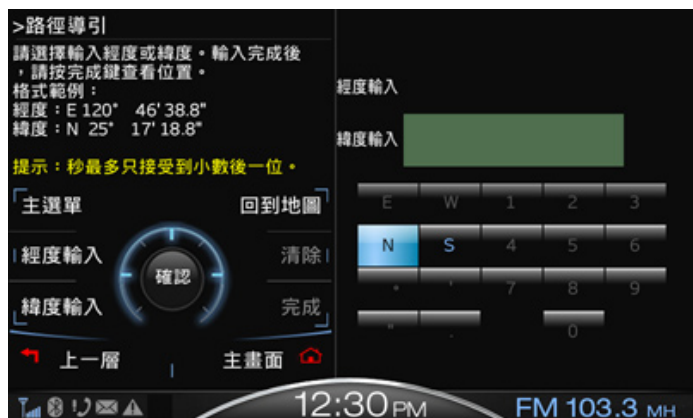 >路徑導引
請選擇輸入經度或緯度。輸入完成後
，請按完成鍵查看位置。
格式範例：
經度：E 120° 46' 38.8"
緯度：N 25° 17' 18.8"
提示：秒最多只接受到小數後一位。
主選單
回到地圖
經度輸入
清除
確認
緯度輸入
完成
上一層
主畫面
經度輸入
緯度輸入
E W 1 2 3
N S 4 5 6
° ' 7 8 9
" . 0
12:30 PM
FM 103.3 MH